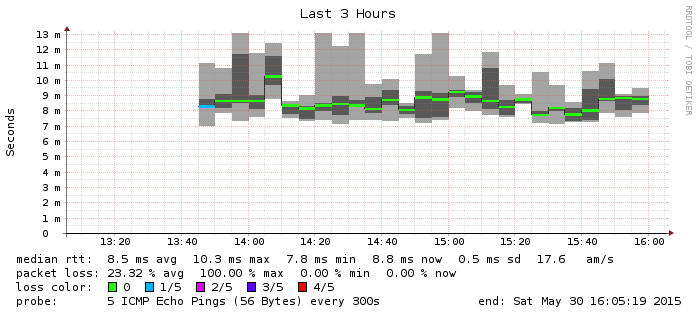 Last 3 Hours
RRDTOOL / TOBI OETIKER
Seconds
13 m
12 m
11 m
10 m
9 m
8 m
7 m
6 m
5 m
4 m
3 m
2 m
1 m
0
13:20 13:40 14:00 14:20 14:40 15:00 15:20 15:40 16:00
median rtt: 8.5 ms avg 10.3 ms max 7.8 ms min 8.8 ms now 0.5 ms sd 17.6 am/s
packet loss: 23.32 % avg 100.00 % max 0.00 % min 0.00 % now
loss color: 0 1/5 2/5 3/5 4/5
probe: 5 ICMP Echo Pings (56 Bytes) every 300s end: Sat May 30 16:05:19 2015